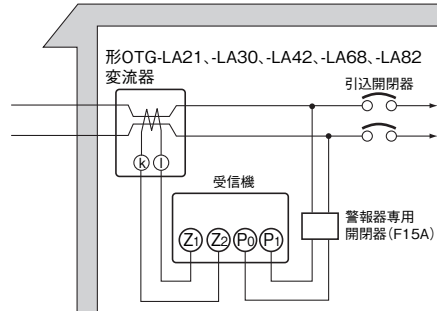 形OTG-LA21、-LA30、-LA42、-LA68、-LA82
変流器
引込開閉器
k l
受信機
Z1 Z2 P0 P1
警報器専用
開閉器(F15A)